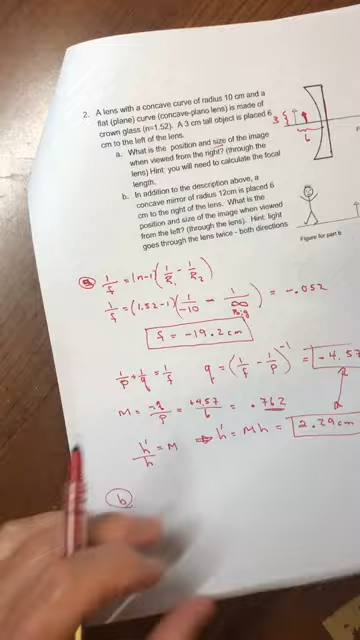 2. A lens with a concave curve of radius 10 cm and a
flat (plane) curve (concave-plano lens) is made of
crown glass (n=1.52). A 3 cm tall object is placed 6
cm to the left of the lens.
a. What is the position and size of the image
when viewed from the right? (through the
lens) Hint: you will need to calculate the focal
length.
b. In addition to the description above, a
concave mirror of radius 12cm is placed 6
cm to the right of the lens. What is the
position and size of the image when viewed
from the left? (through the lens). Hint: light
goes through the lens twice - both directions
3
6
Figure for part b
a 1/f = (n-1)(1/R₁ - 1/R₂)
1/f = (1.52-1)(1/-10 - 1/∞) = -.052
Big
f = -19.2cm
1/p + 1/q = 1/f q = (1/f - 1/p)⁻¹ = -4.57
M = -q/p = +4.57/6 = .762
h'/h = M ⇒ h' = Mh = 2.29cm
b